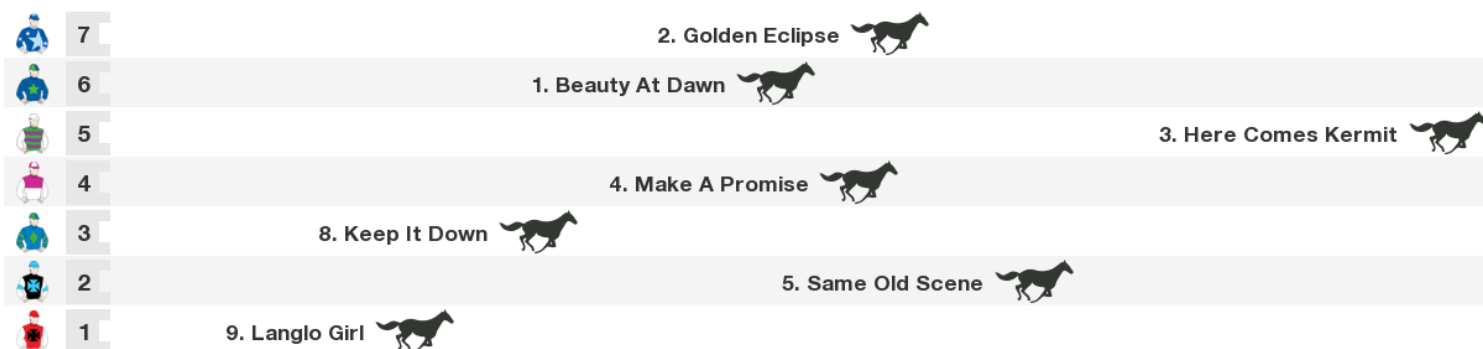 7 2. Golden Eclipse
6 1. Beauty At Dawn
5 3. Here Comes Kermit
4 4. Make A Promise
3 8. Keep It Down
2 5. Same Old Scene
1 9. Langlo Girl